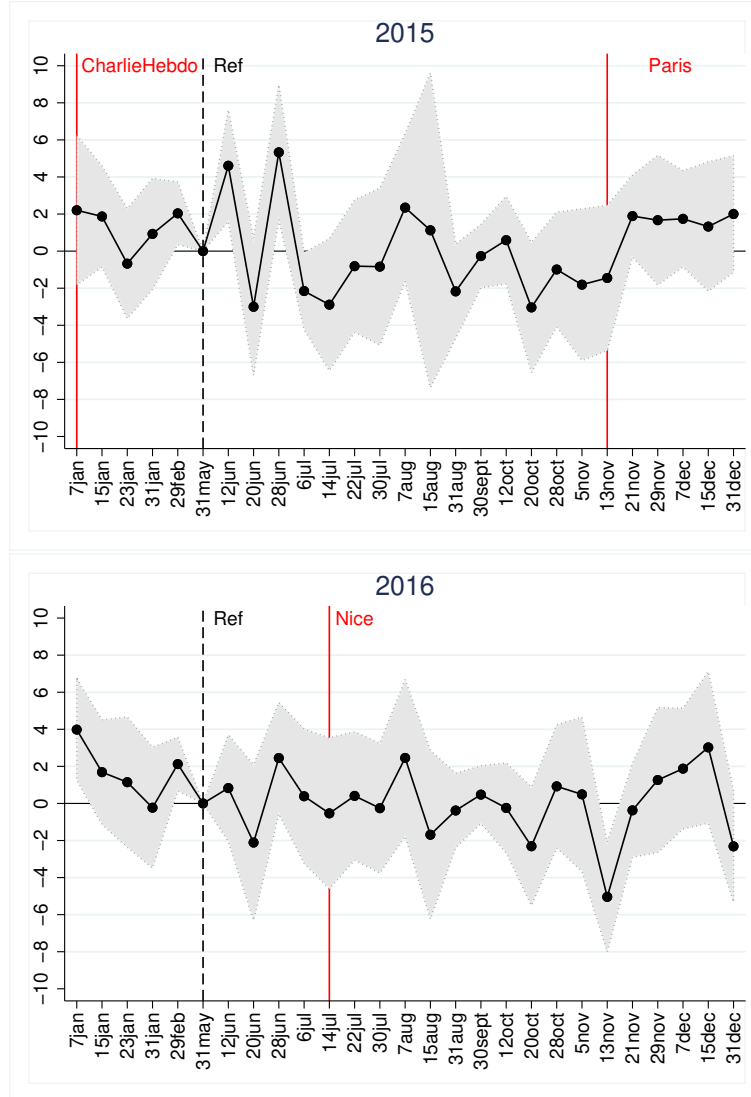 2015
CharlieHebdo Ref Paris
10
8
6
4
2
0
−2
−4
−6
−8
−10
7jan
15jan
23jan
31jan
29feb
31may
12jun
20jun
28jun
6jul
14jul
22jul
30jul
7aug
15aug
31aug
30sept
12oct
20oct
28oct
5nov
13nov
21nov
29nov
7dec
15dec
31dec
2016
Ref Nice
10
8
6
4
2
0
−2
−4
−6
−8
−10
7jan
15jan
23jan
31jan
29feb
31may
12jun
20jun
28jun
6jul
14jul
22jul
30jul
7aug
15aug
31aug
30sept
12oct
20oct
28oct
5nov
13nov
21nov
29nov
7dec
15dec
31dec